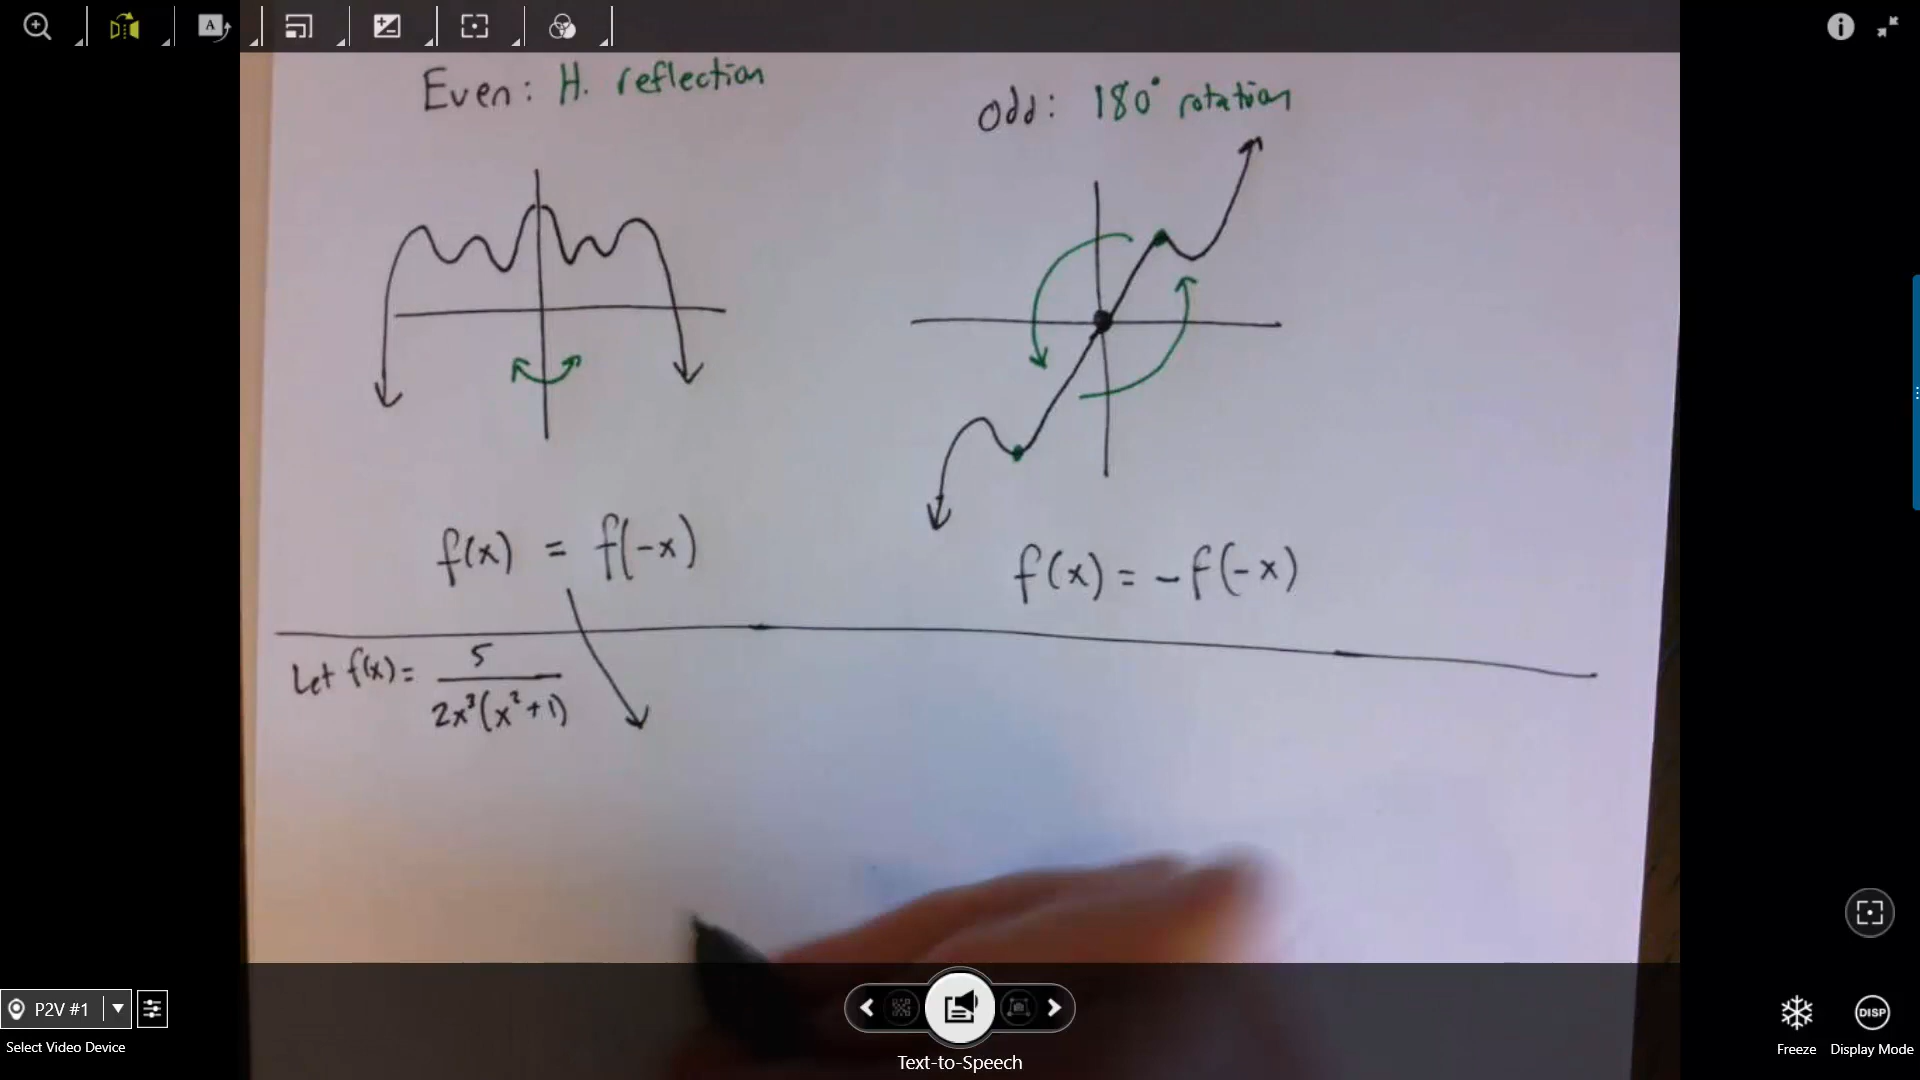 A
Even: H. reflection
Odd: 180° rotation
f(x) = f(-x)
f(x) = -f(-x)
Let f(x) = 5 / 2x³(x²+1)
P2V #1
Select Video Device
Text-to-Speech
Freeze
DISP
Display Mode